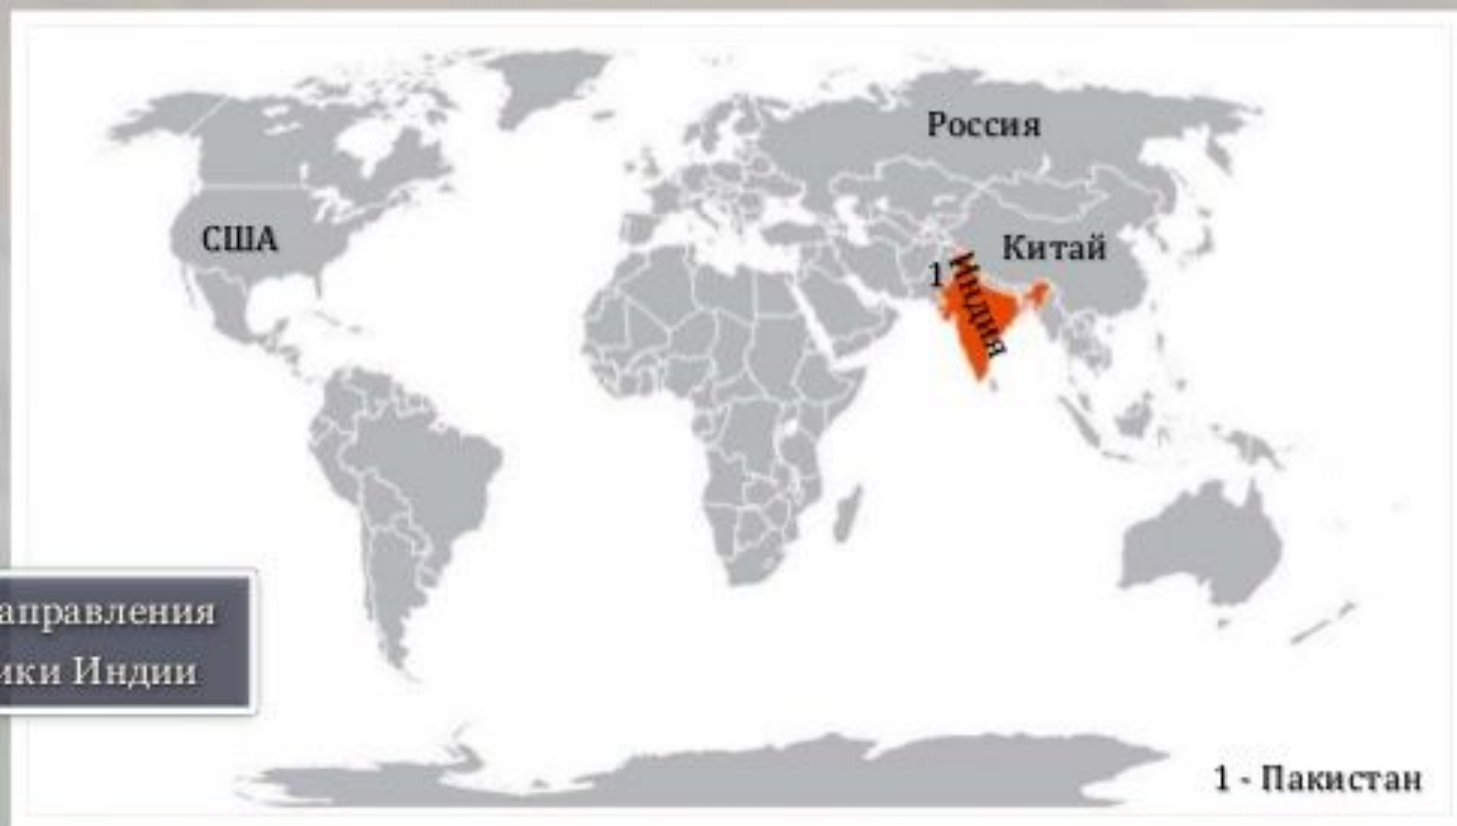 Россия
США
Китай
1
Индия
аправления
ики Индии
1 - Пакистан